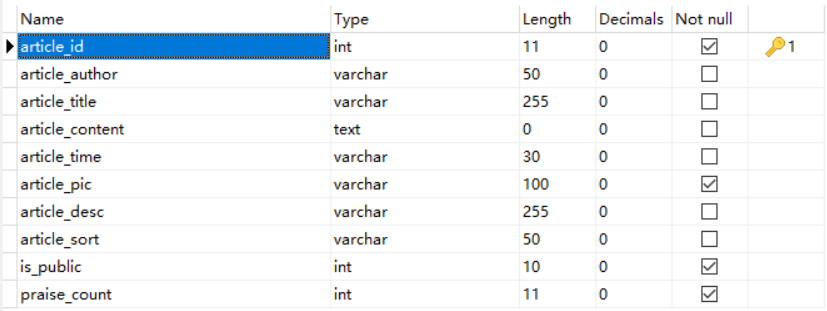 Name Type Length Decimals Not null
article_id int 11 0 1
article_author varchar 50 0
article_title varchar 255 0
article_content text 0 0
article_time varchar 30 0
article_pic varchar 100 0
article_desc varchar 255 0
article_sort varchar 50 0
is_public int 10 0
praise_count int 11 0